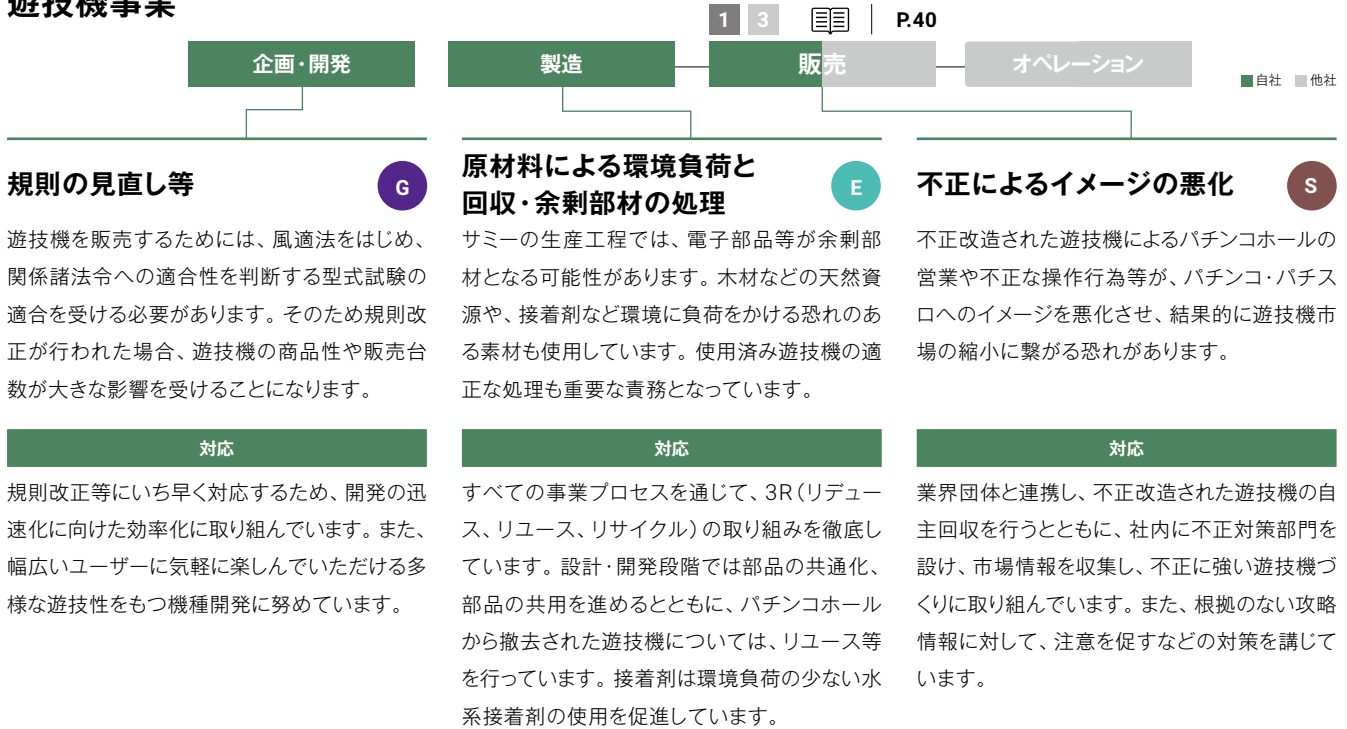 遊技機事業
1 3 P.40
企画・開発
製造
販売
オペレーション
自社 他社
規則の見直し等
G
遊技機を販売するためには、風適法をはじめ、
関係諸法令への適合性を判断する型式試験の
適合を受ける必要があります。そのため規則改
正が行われた場合、遊技機の商品性や販売台
数が大きな影響を受けることになります。
対応
規則改正等にいち早く対応するため、開発の迅
速化に向けた効率化に取り組んでいます。また、
幅広いユーザーに気軽に楽しんでいただける多
様な遊技性をもつ機種開発に努めています。
原材料による環境負荷と
回収・余剰部材の処理
E
サミーの生産工程では、電子部品等が余剰部
材となる可能性があります。木材などの天然資
源や、接着剤など環境に負荷をかける恐れのあ
る素材も使用しています。使用済み遊技機の適
正な処理も重要な責務となっています。
対応
すべての事業プロセスを通じて、3R(リデュー
ス、リユース、リサイクル)の取り組みを徹底し
ています。設計・開発段階では部品の共通化、
部品の共用を進めるとともに、パチンコホール
から撤去された遊技機については、リユース等
を行っています。接着剤は環境負荷の少ない水
系接着剤の使用を促進しています。
不正によるイメージの悪化
S
不正改造された遊技機によるパチンコホールの
営業や不正な操作行為等が、パチンコ・パチス
ロへのイメージを悪化させ、結果的に遊技機市
場の縮小に繋がる恐れがあります。
対応
業界団体と連携し、不正改造された遊技機の自
主回収を行うとともに、社内に不正対策部門を
設け、市場情報を収集し、不正に強い遊技機づ
くりに取り組んでいます。また、根拠のない攻略
情報に対して、注意を促すなどの対策を講じて
います。